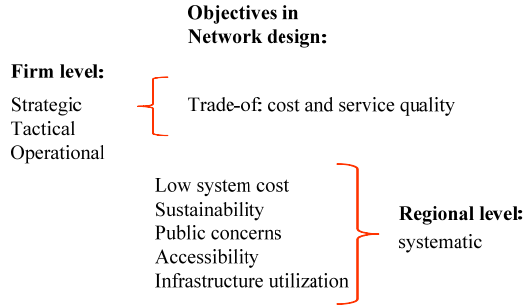 Objectives in
Network design:
Firm level:
Strategic
Tactical
Operational
Trade-of: cost and service quality
Low system cost
Sustainability
Public concerns
Accessibility
Infrastructure utilization
Regional level:
systematic